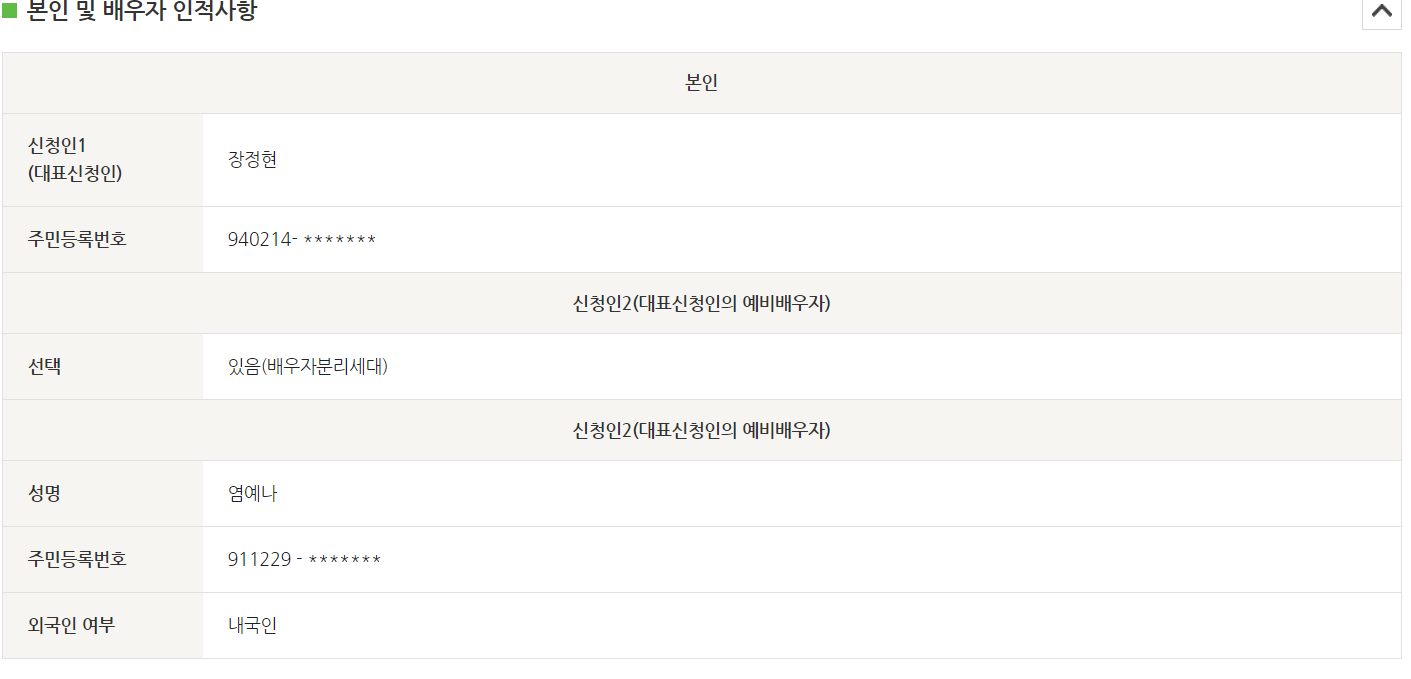 본인 및 배우자 인적사항
본인
신청인1
(대표신청인)
장정현
주민등록번호
940214- *******
신청인2(대표신청인의 예비배우자)
선택
있음(배우자분리세대)
신청인2(대표신청인의 예비배우자)
성명
염예나
주민등록번호
911229 - *******
외국인 여부
내국인